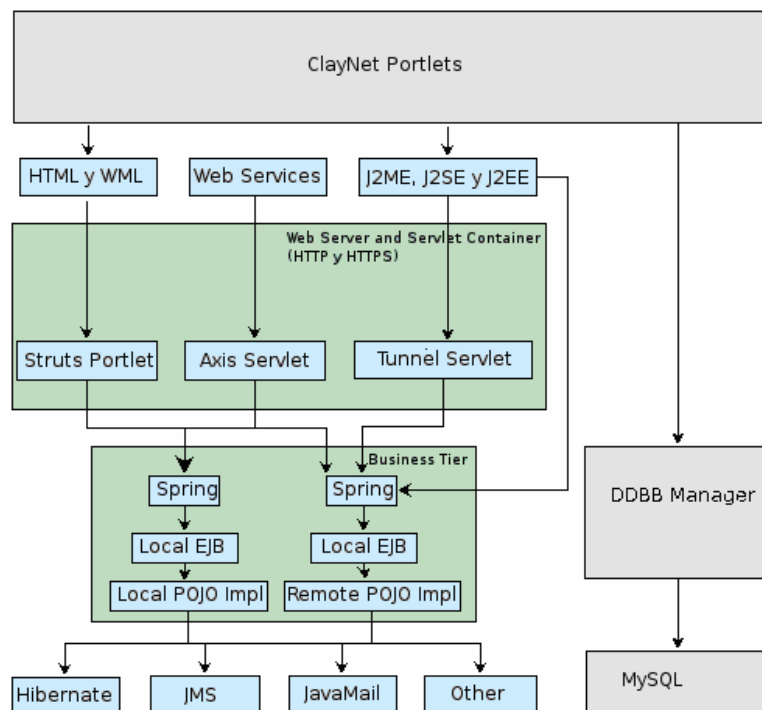 ClayNet Portlets
HTML y WML
Web Services
J2ME, J2SE y J2EE
Web Server and Servlet Container
(HTTP y HTTPS)
Struts Portlet
Axis Servlet
Tunnel Servlet
Business Tier
Spring
Spring
DDBB Manager
Local EJB
Local EJB
Local POJO Impl
Remote POJO Impl
Hibernate
JMS
JavaMail
Other
MySQL